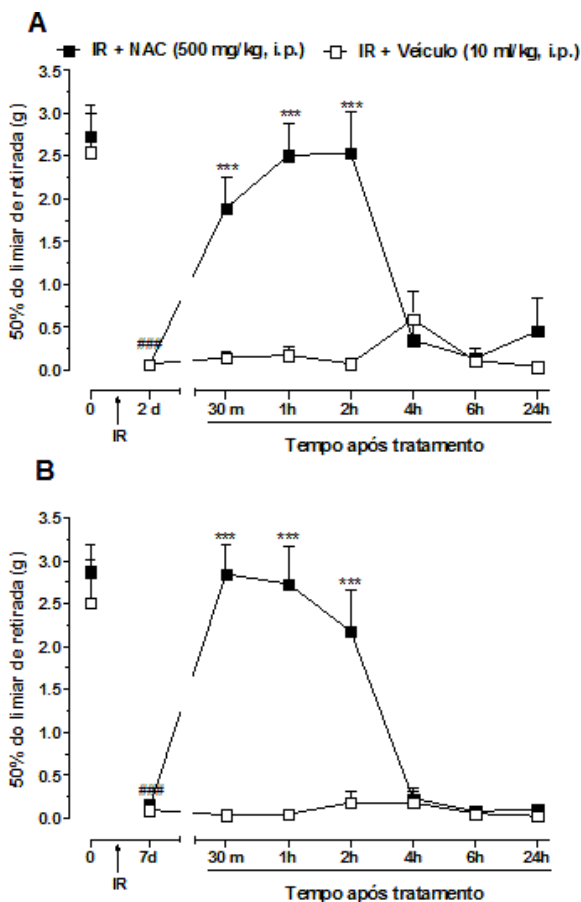 A
IR + NAC (500 mg/kg, i.p.) IR + Veículo (10 ml/kg, i.p.)
50% do limiar de retirada (g)
3.5
3.0
2.5
2.0
1.5
1.0
0.5
0.0
***
***
***
###
0 2 d 30 m 1h 2h 4h 6h 24h
IR
Tempo após tratamento
B
50% do limiar de retirada (g)
3.5
3.0
2.5
2.0
1.5
1.0
0.5
0.0
***
***
***
###
0 7d 30 m 1h 2h 4h 6h 24h
IR
Tempo após tratamento